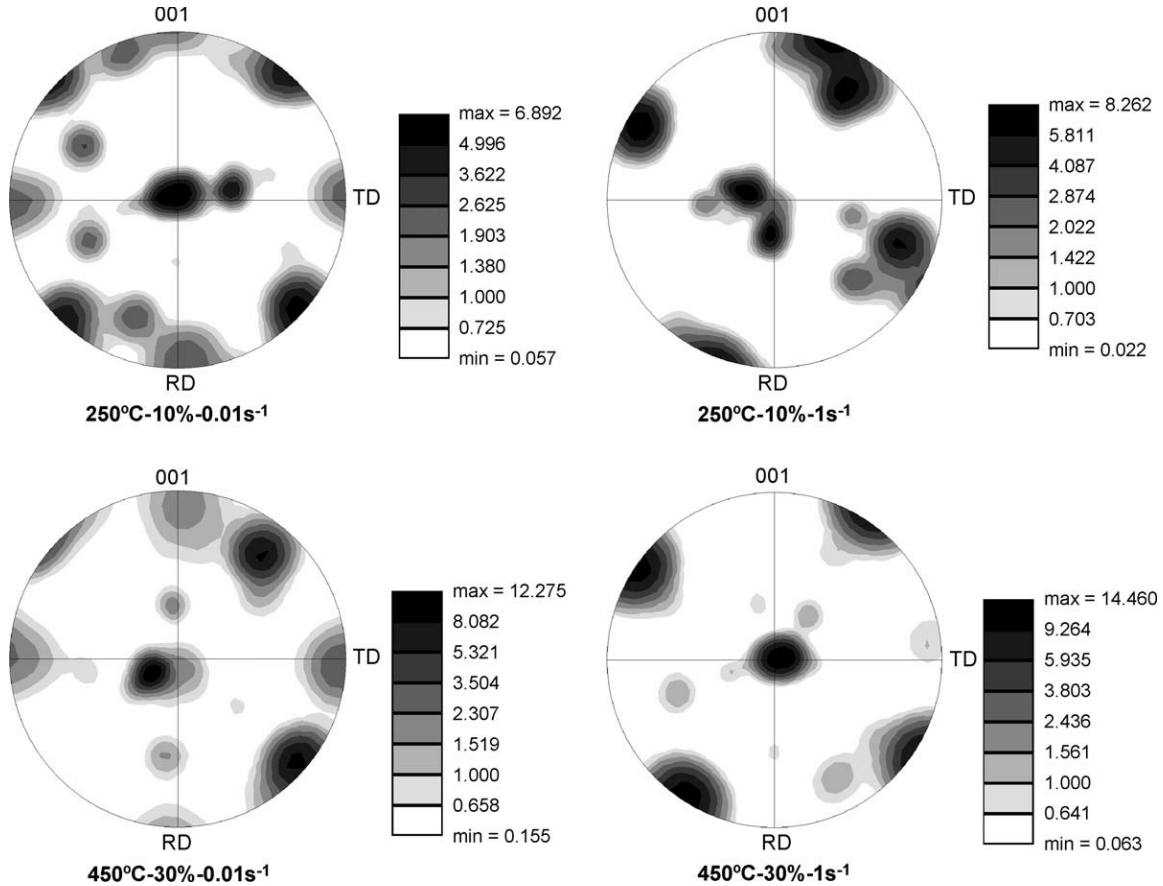 001
TD
RD
max = 6.892
4.996
3.622
2.625
1.903
1.380
1.000
0.725
min = 0.057
250ºC-10%-0.01s⁻¹
001
TD
RD
max = 8.262
5.811
4.087
2.874
2.022
1.422
1.000
0.703
min = 0.022
250ºC-10%-1s⁻¹
001
TD
RD
max = 12.275
8.082
5.321
3.504
2.307
1.519
1.000
0.658
min = 0.155
450ºC-30%-0.01s⁻¹
001
TD
RD
max = 14.460
9.264
5.935
3.803
2.436
1.561
1.000
0.641
min = 0.063
450ºC-30%-1s⁻¹